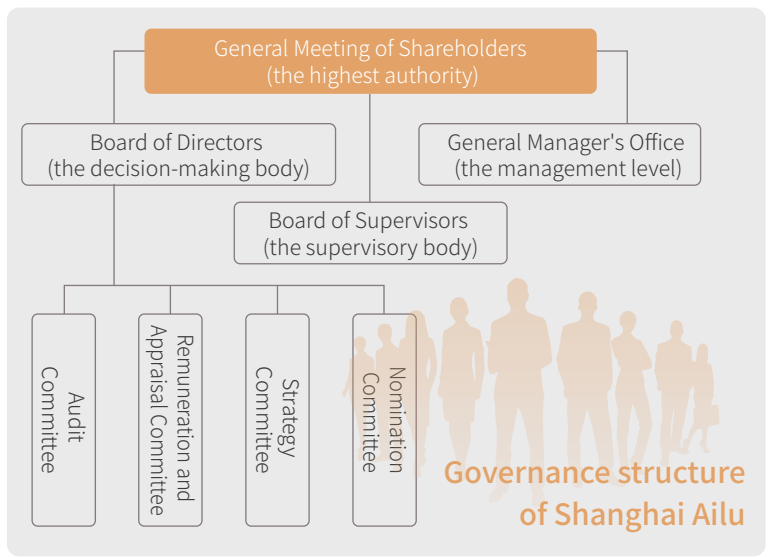 General Meeting of Shareholders
(the highest authority)
Board of Directors
(the decision-making body)
General Manager's Office
(the management level)
Board of Supervisors
(the supervisory body)
Audit
Committee
Remuneration and
Appraisal Committee
Strategy
Committee
Nomination
Committee
Governance structure
of Shanghai Ailu